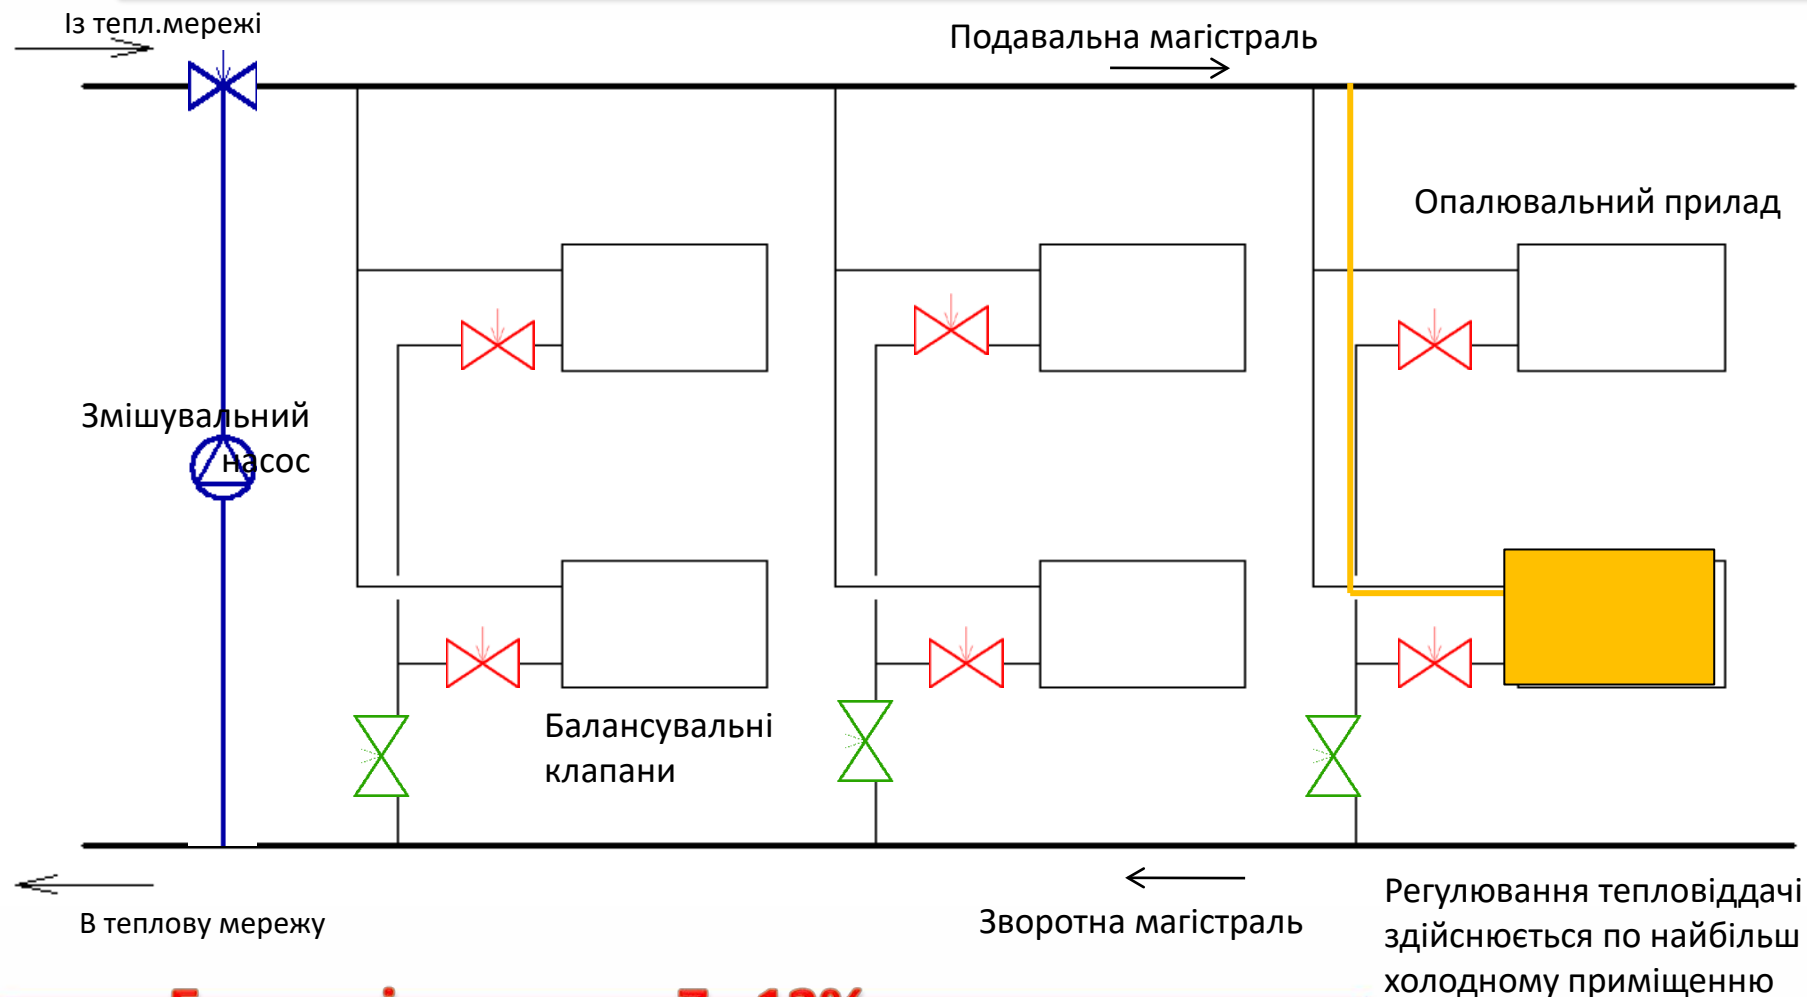 Із тепл.мережі
Подавальна магістраль
Опалювальний прилад
Змішувальний
насос
Балансувальні
клапани
В теплову мережу
Зворотна магістраль
Регулювання тепловіддачі
здійснюється по найбільш
холодному приміщенню